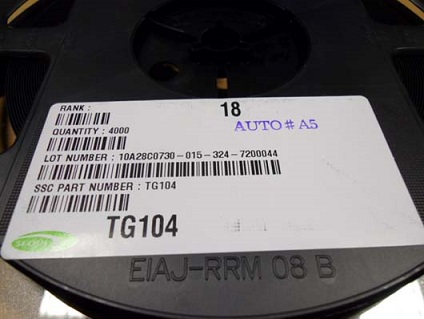 RANK : 18
AUTO # A5
QUANTITY : 4000
LOT NUMBER : 10A28C0730-015-324-7200044
SSC PART NUMBER : TG104
TG104
EIAJ-RRM 08 B